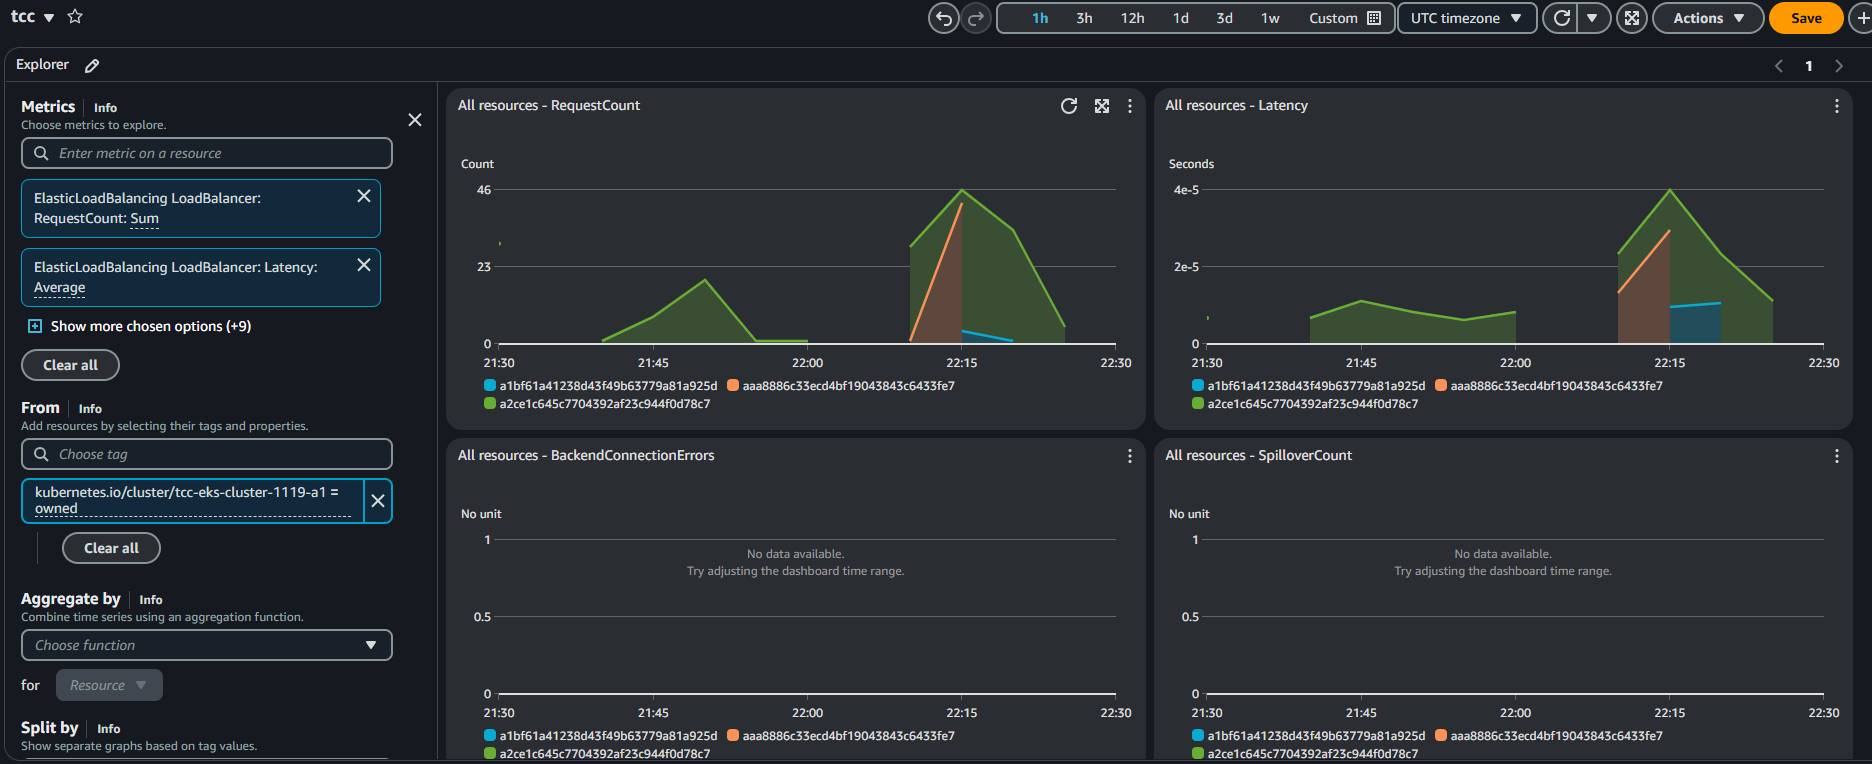 tcc
1h 3h 12h 1d 3d 1w Custom UTC timezone Actions Save
Explorer
1
Metrics Info
Choose metrics to explore.
Enter metric on a resource
ElasticLoadBalancing LoadBalancer:
RequestCount: Sum
ElasticLoadBalancing LoadBalancer: Latency:
Average
Show more chosen options (+9)
Clear all
From Info
Add resources by selecting their tags and properties.
Choose tag
kubernetes.io/cluster/tcc-eks-cluster-1119-a1 =
owned
Clear all
Aggregate by Info
Combine time series using an aggregation function.
Choose function
for Resource
Split by Info
Show separate graphs based on tag values.
All resources - RequestCount
Count
46
23
0
21:30 21:45 22:00 22:15 22:30
a1bf61a41238d43f49b63779a81a925d aaa8886c33ecd4bf19043843c6433fe7
a2ce1c645c7704392af23c944f0d78c7
All resources - Latency
Seconds
4e-5
2e-5
0
21:30 21:45 22:00 22:15 22:30
a1bf61a41238d43f49b63779a81a925d aaa8886c33ecd4bf19043843c6433fe7
a2ce1c645c7704392af23c944f0d78c7
All resources - BackendConnectionErrors
No unit
1
No data available.
Try adjusting the dashboard time range.
0.5
0
21:30 21:45 22:00 22:15 22:30
a1bf61a41238d43f49b63779a81a925d aaa8886c33ecd4bf19043843c6433fe7
a2ce1c645c7704392af23c944f0d78c7
All resources - SpilloverCount
No unit
1
No data available.
Try adjusting the dashboard time range.
0.5
0
21:30 21:45 22:00 22:15 22:30
a1bf61a41238d43f49b63779a81a925d aaa8886c33ecd4bf19043843c6433fe7
a2ce1c645c7704392af23c944f0d78c7